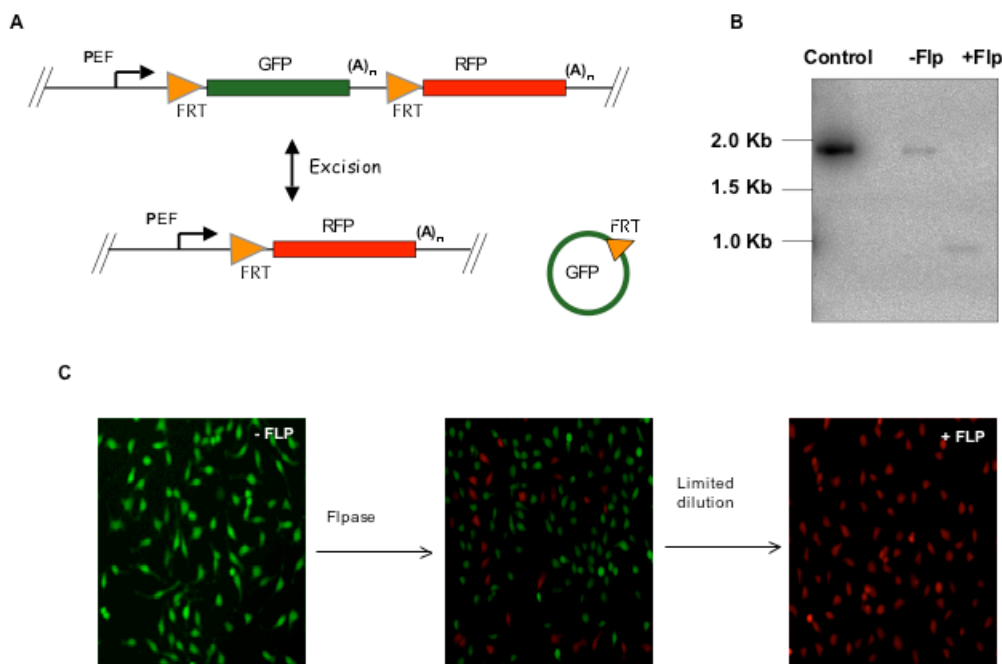 A
PEF
GFP
(A)n
RFP
(A)n
FRT
FRT
Excision
PEF
RFP
(A)n
FRT
FRT
GFP
B
Control -Flp +Flp
2.0 Kb
1.5 Kb
1.0 Kb
C
- FLP
Flpase
Limited
dilution
+ FLP